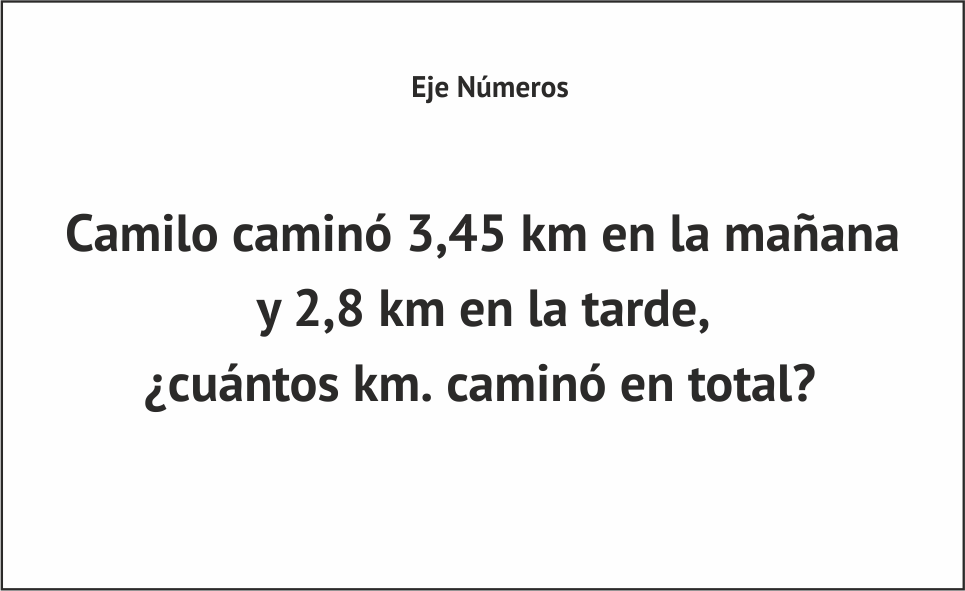 Eje Números
Camilo caminó 3,45 km en la mañana
y 2,8 km en la tarde,
¿cuántos km. caminó en total?